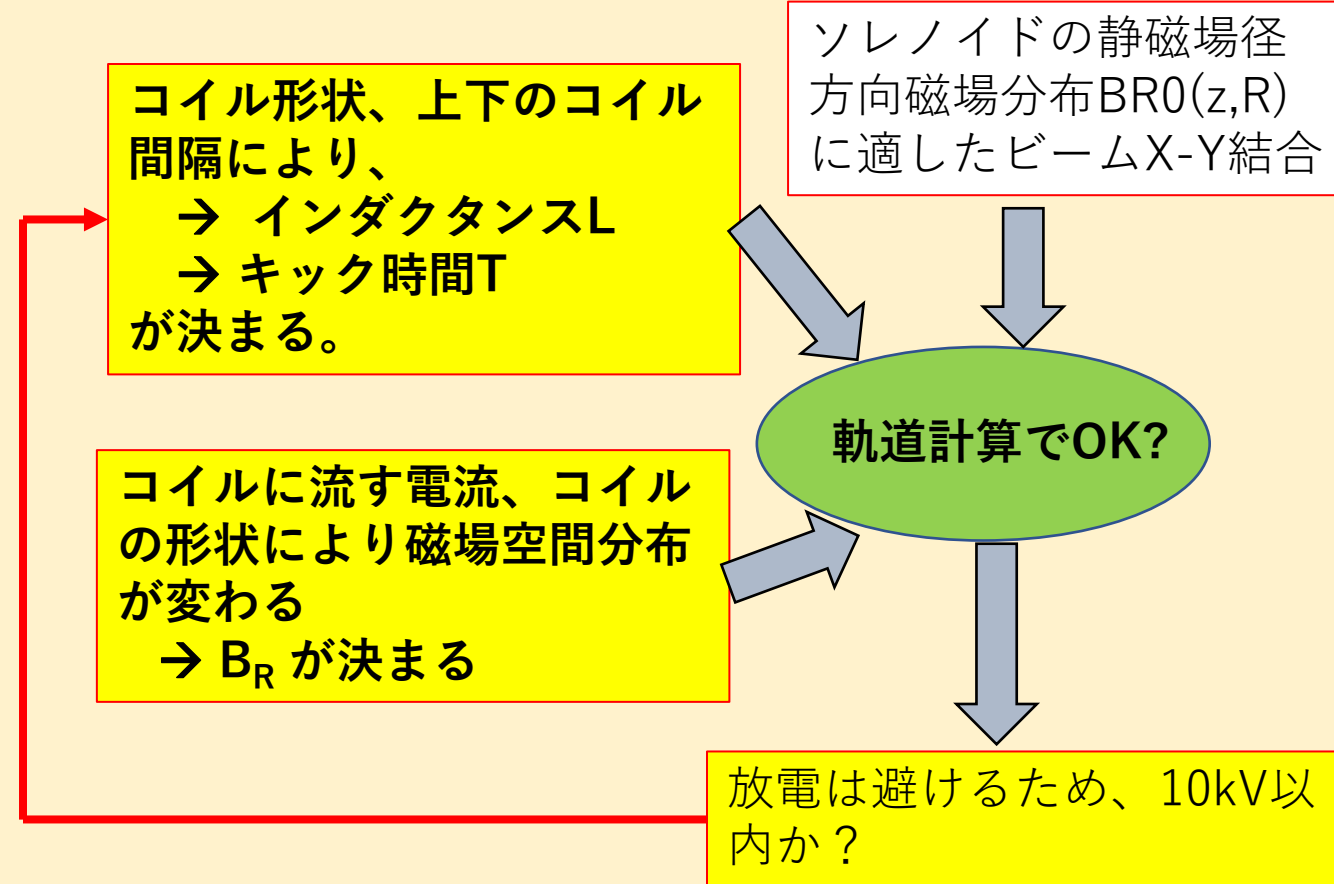 コイル形状、上下のコイル
間隔により、
→ インダクタンスL
→ キック時間T
が決まる。
ソレノイドの静磁場径
方向磁場分布BR0(z,R)
に適したビームX-Y結合
軌道計算でOK?
コイルに流す電流、コイル
の形状により磁場空間分布
が変わる
→ BR が決まる
放電は避けるため、10kV以
内か？